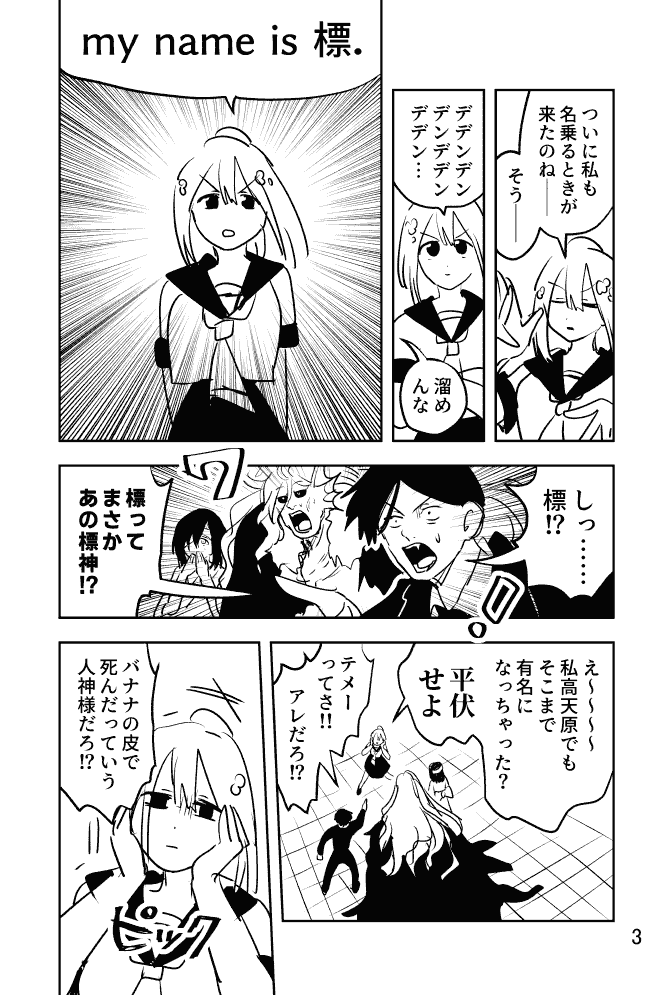 ついに私も
名乗るときが
来たのね──
そう──
デデンデン
デンデデン
デデン…
溜め
んな
my name is 標.
しっ……
標!?
ワッ!
標って
まさか
あの標神!?
え〜〜〜〜
私高天原でも
そこまで
有名に
なっちゃった?
平伏
せよ
テメー
ってさ!!
アレだろ!?
バナナの皮で
死んだっていう
人神様だろ!?
ピクッ
3